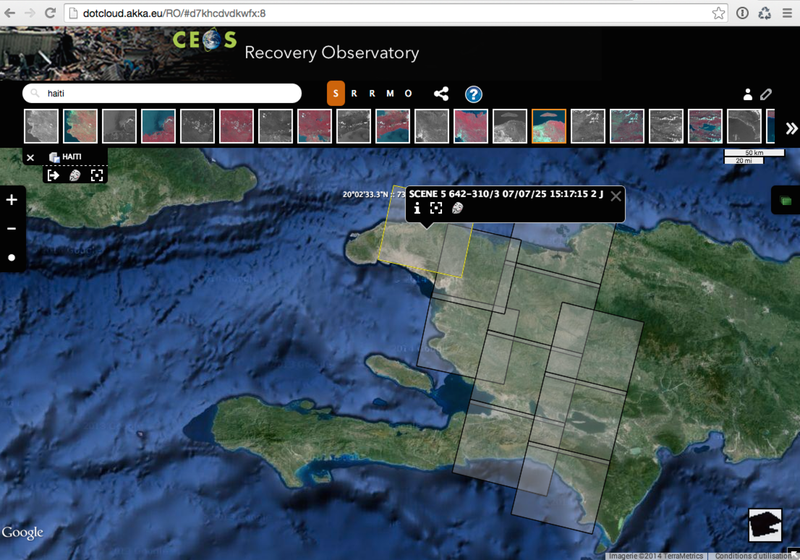 dotcloud.akka.eu/RO/#d7khcdvdkwfx:8
CEOS
Recovery Observatory
haiti
S R R M O
?
HAITI
50 km
20 mi
20°02'33.3"N :: 73
SCENE 5 642-310/3 07/07/25 15:17:15 2 J
Google
Imagerie ©2014 TerraMetrics
Conditions d'utilisation